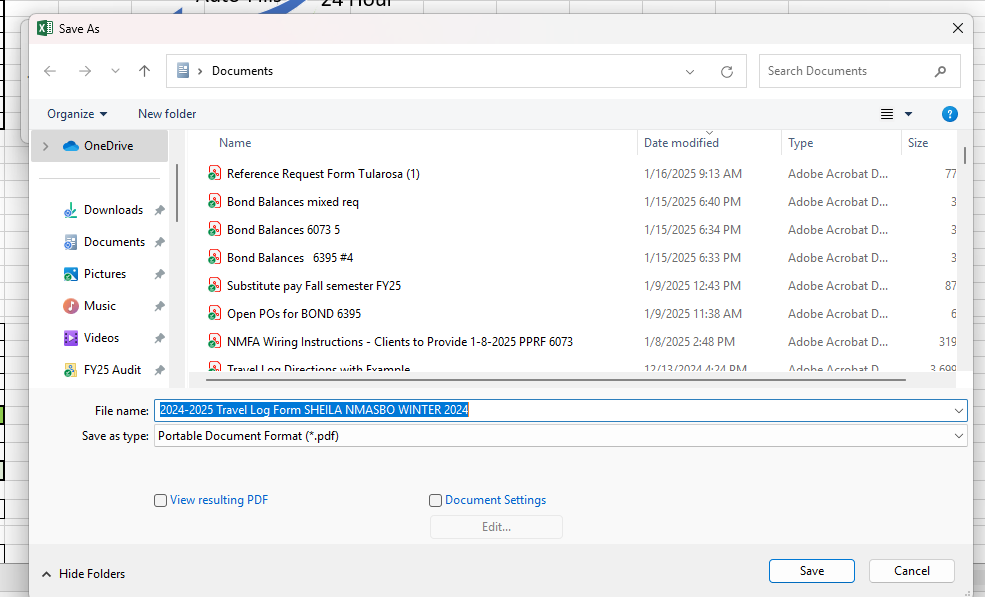 24 Hour
Save As
Documents
Search Documents
Organize
New folder
?
OneDrive
Downloads
Documents
Pictures
Music
Videos
FY25 Audit
Name Date modified Type Size
Reference Request Form Tularosa (1) 1/16/2025 9:13 AM Adobe Acrobat D... 77
Bond Balances mixed req 1/15/2025 6:40 PM Adobe Acrobat D... 3
Bond Balances 6073 5 1/15/2025 6:34 PM Adobe Acrobat D... 3
Bond Balances 6395 #4 1/15/2025 6:33 PM Adobe Acrobat D... 3
Substitute pay Fall semester FY25 1/9/2025 12:43 PM Adobe Acrobat D... 87
Open POs for BOND 6395 1/9/2025 11:38 AM Adobe Acrobat D... 6
NMFA Wiring Instructions - Clients to Provide 1-8-2025 PPRF 6073 1/8/2025 2:48 PM Adobe Acrobat D... 319
Travel Log Directions with Example 12/13/2024 4:24 PM Adobe Acrobat D... 3,699
File name: 2024-2025 Travel Log Form SHEILA NMASBO WINTER 2024
Save as type: Portable Document Format (*.pdf)
View resulting PDF
Document Settings
Edit...
Hide Folders
Save
Cancel